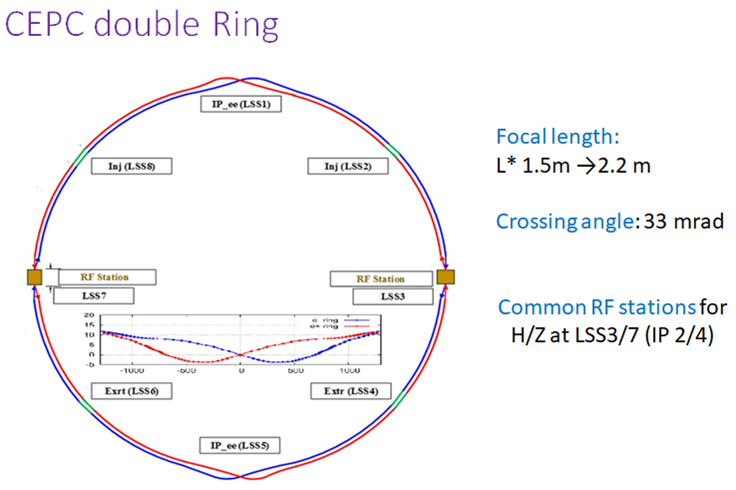 CEPC double Ring
IP_ee (LSS1)
Inj (LSS8)
Inj (LSS2)
Focal length:
L* 1.5m →2.2 m
Crossing angle: 33 mrad
RF Station
RF Station
LSS7
LSS3
Common RF stations for
H/Z at LSS3/7 (IP 2/4)
20
15
10
5
0
-5
e- ring
e+ ring
-1000 -500 0 500 1000
Exrt (LSS6)
Extr (LSS4)
IP_ee (LSS5)